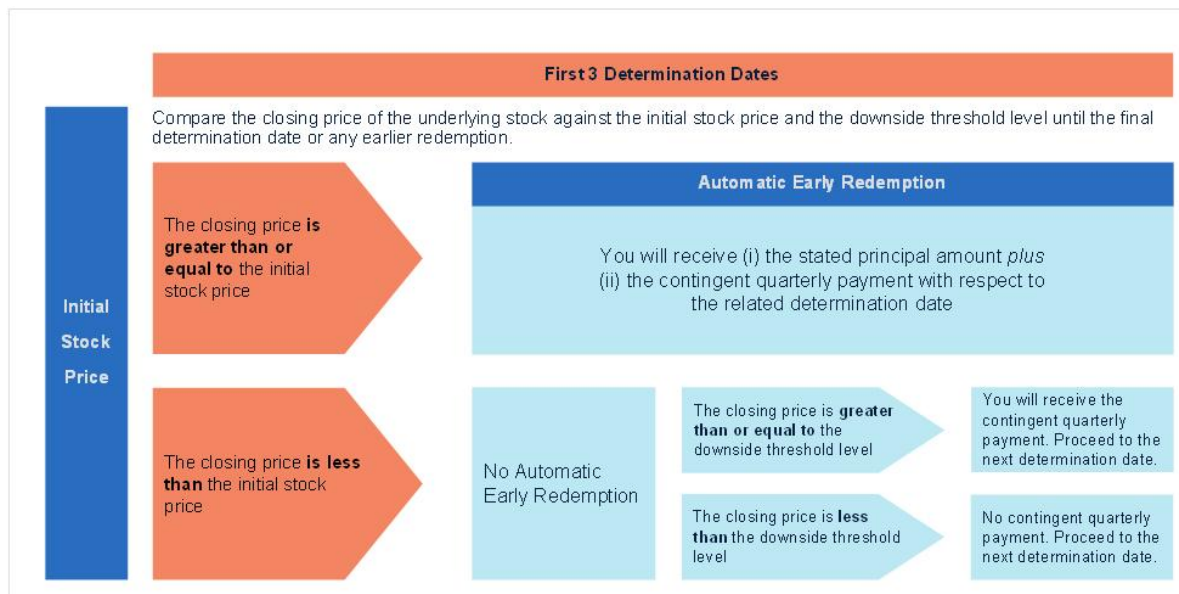 First 3 Determination Dates
Compare the closing price of the underlying stock against the initial stock price and the downside threshold level until the final
determination date or any earlier redemption.
Initial
Stock
Price
The closing price is
greater than or
equal to the initial
stock price
Automatic Early Redemption
You will receive (i) the stated principal amount plus
(ii) the contingent quarterly payment with respect to
the related determination date
The closing price is less
than the initial stock
price
No Automatic
Early Redemption
The closing price is greater
than or equal to the
downside threshold level
You will receive the
contingent quarterly
payment. Proceed to the
next determination date.
The closing price is less
than the downside threshold
level
No contingent quarterly
payment. Proceed to the
next determination date.